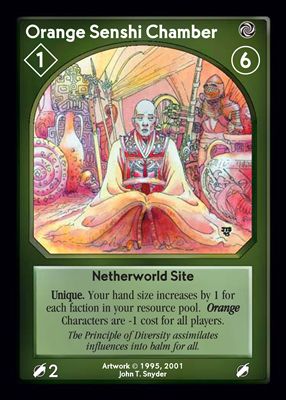 Orange Senshi Chamber
1
6
Netherworld Site
Unique. Your hand size increases by 1 for
each faction in your resource pool. Orange
Characters are -1 cost for all players.
The Principle of Diversity assimilates
influences into balm for all.
2
Artwork © 1995, 2001
John T. Snyder